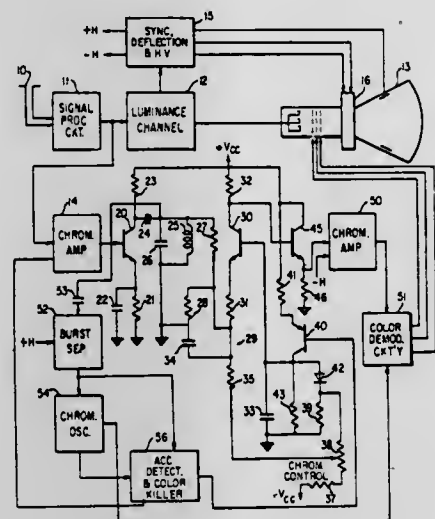 15
+H
-H
SYNC,
DEFLECTION
& H V
16
13
10
11
12
SIGNAL
PROC
CKT.
LUMINANCE
CHANNEL
+Vcc
14
23
32
20
24
25
27
30
45
50
CHROM.
AMP
26
41
CHROM.
AMP
-H
46
53
22
21
28
31
40
51
52
34
29
COLOR
DEMOD.
CKT'Y
+H
BURST
SEP.
35
42
54
56
33
43
39
38
CHROM.
OSC.
ACC
DETECT.
& COLOR
KILLER
CHROM
CONTROL
-Vcc
37